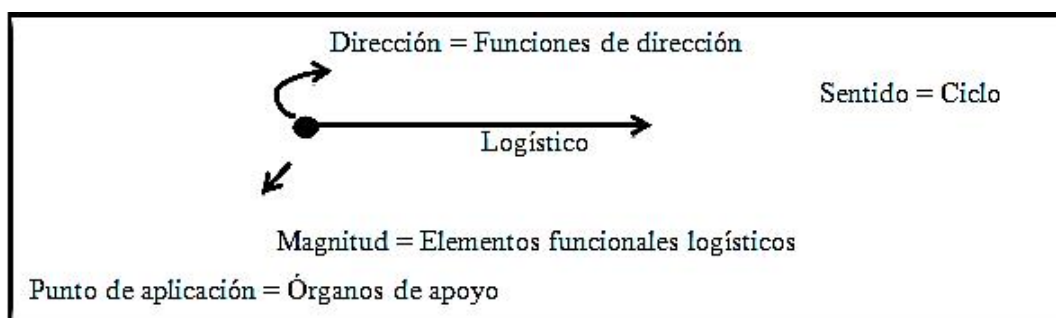 Dirección = Funciones de dirección
Sentido = Ciclo
Logístico
Magnitud = Elementos funcionales logísticos
Punto de aplicación = Órganos de apoyo